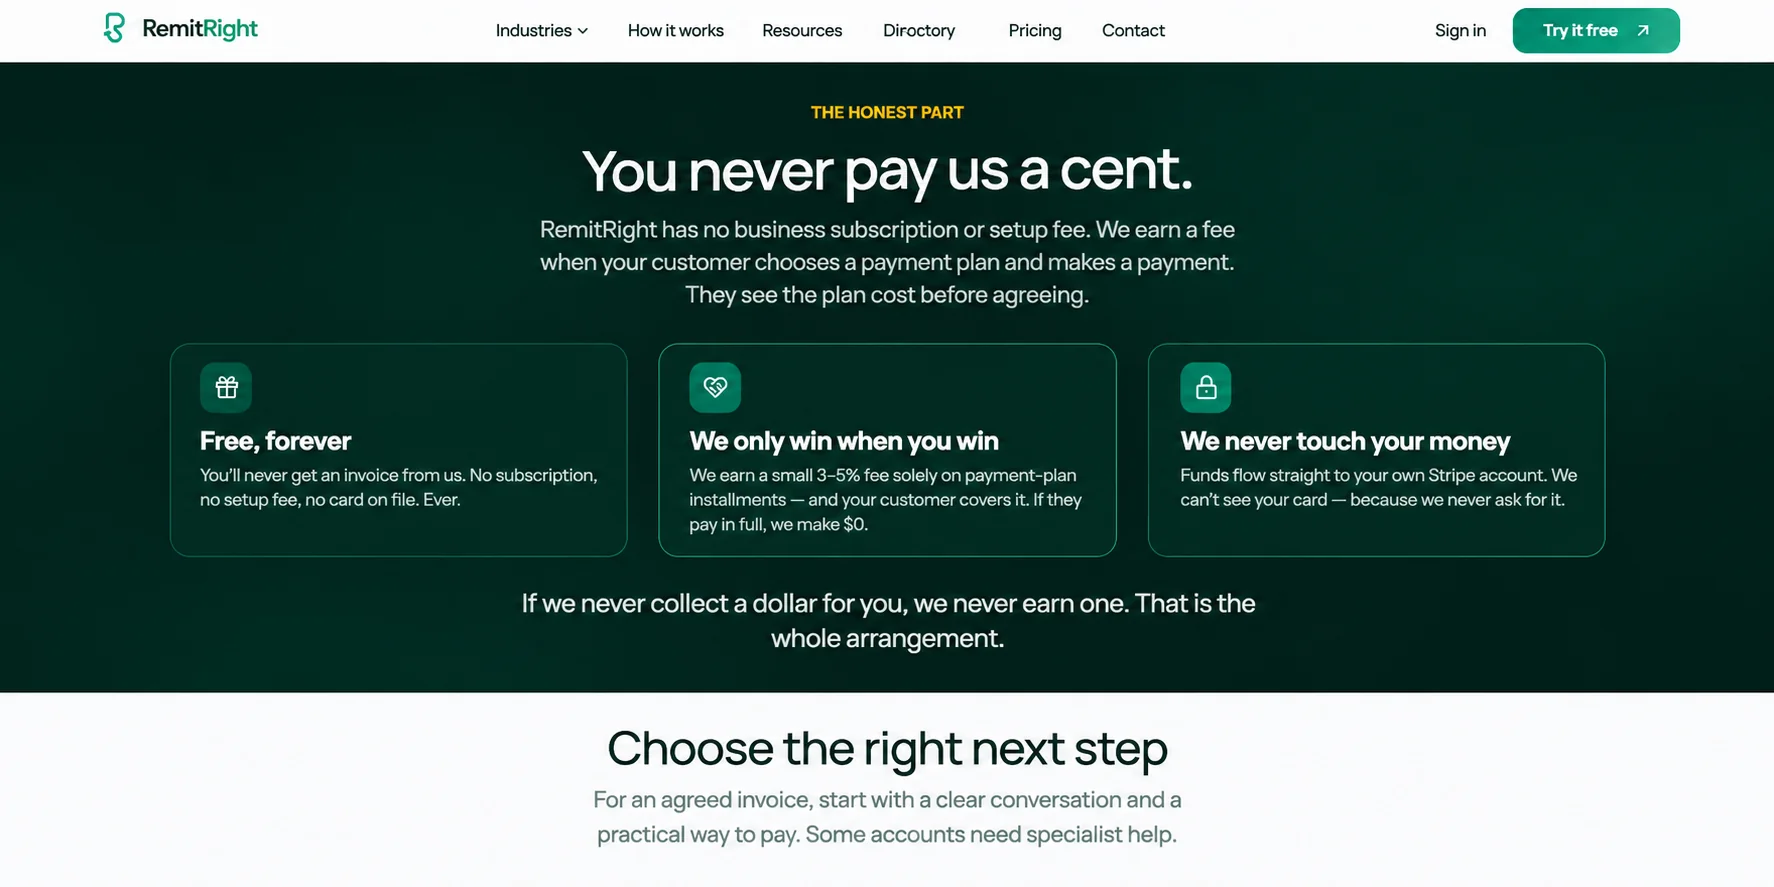 RemitRight
Industries
How it works
Resources
Diroctory
Pricing
Contact
Sign in
Try it free
THE HONEST PART
You never pay us a cent.
RemitRight has no business subscription or setup fee. We earn a fee
when your customer chooses a payment plan and makes a payment.
They see the plan cost before agreeing.
Free, forever
You'll never get an invoice from us. No subscription,
no setup fee, no card on file. Ever.
We only win when you win
We earn a small 3–5% fee solely on payment-plan
installments — and your customer covers it. If they
pay in full, we make $0.
We never touch your money
Funds flow straight to your own Stripe account. We
can't see your card — because we never ask for it.
If we never collect a dollar for you, we never earn one. That is the
whole arrangement.
Choose the right next step
For an agreed invoice, start with a clear conversation and a
practical way to pay. Some accounts need specialist help.